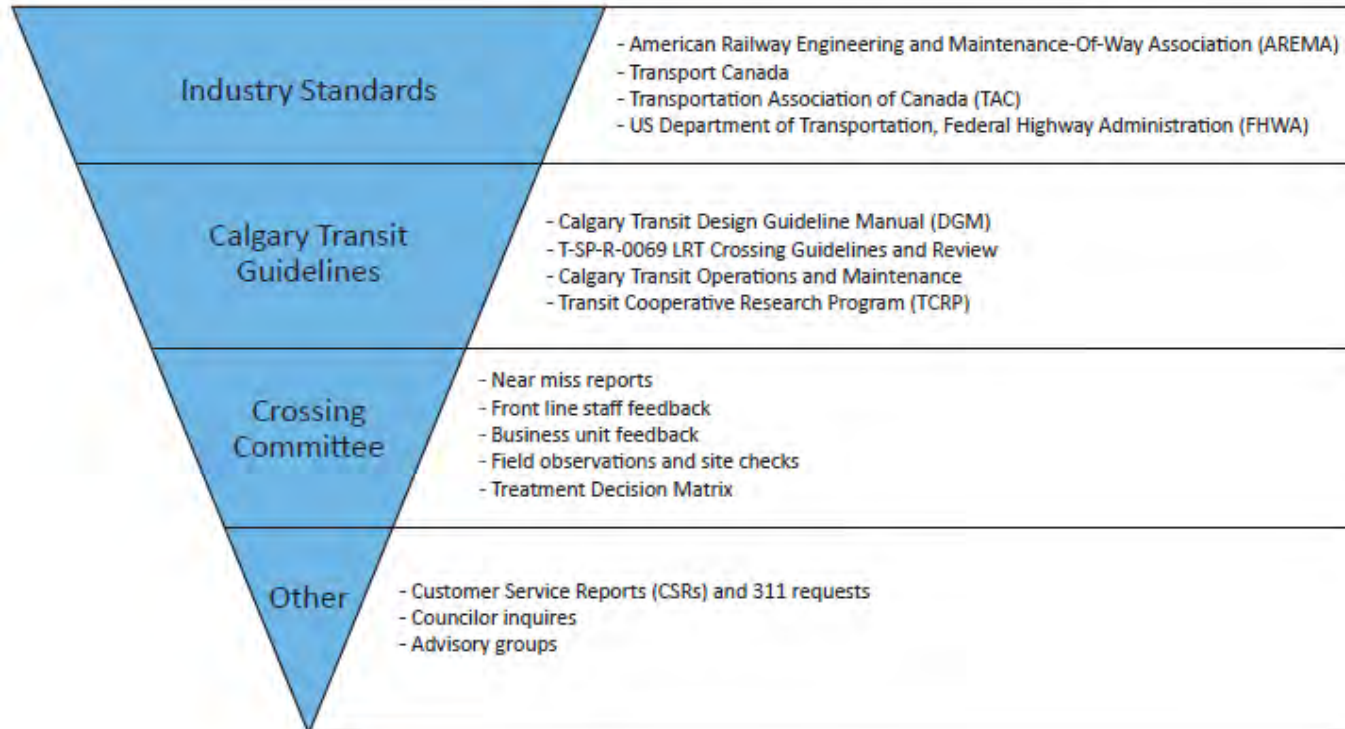 Industry Standards
- American Railway Engineering and Maintenance-Of-Way Association (AREMA)
- Transport Canada
- Transportation Association of Canada (TAC)
- US Department of Transportation, Federal Highway Administration (FHWA)
Calgary Transit
Guidelines
- Calgary Transit Design Guideline Manual (DGM)
- T-SP-R-0069 LRT Crossing Guidelines and Review
- Calgary Transit Operations and Maintenance
- Transit Cooperative Research Program (TCRP)
Crossing
Committee
- Near miss reports
- Front line staff feedback
- Business unit feedback
- Field observations and site checks
- Treatment Decision Matrix
Other
- Customer Service Reports (CSRs) and 311 requests
- Councilor inquires
- Advisory groups